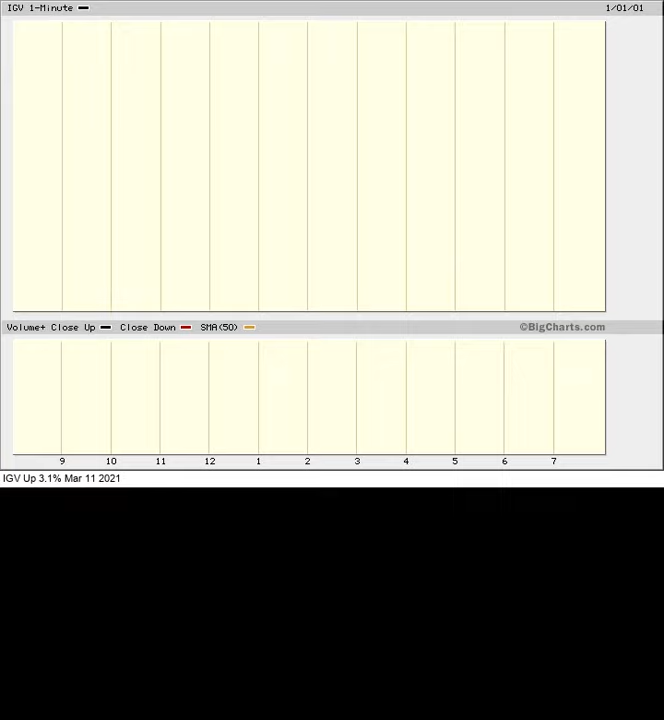 IGV 1-Minute 1/01/01
Volume+ Close Up Close Down SMA(50) ©BigCharts.com
9 10 11 12 1 2 3 4 5 6 7
IGV Up 3.1% Mar 11 2021